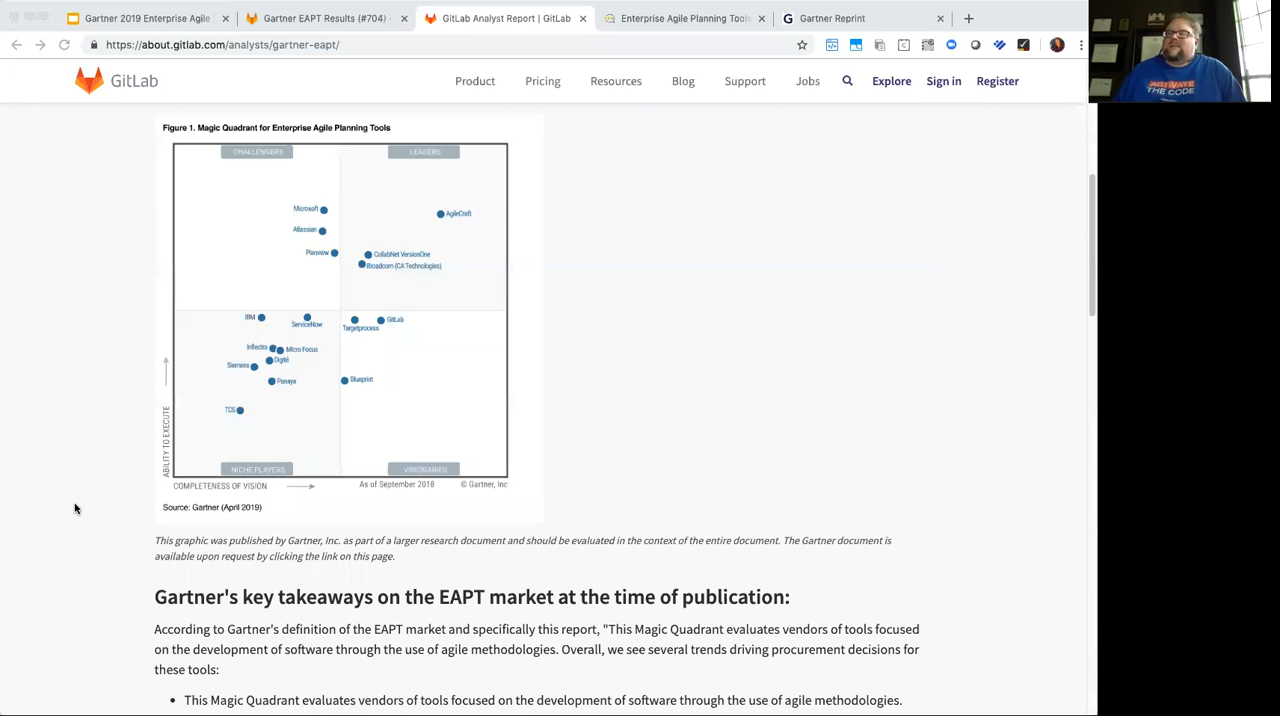 Gartner 2019 Enterprise Agile
Gartner EAPT Results (#704)
GitLab Analyst Report | GitLab
Enterprise Agile Planning Tools
Gartner Reprint
https://about.gitlab.com/analysts/gartner-eapt/
GitLab
Product
Pricing
Resources
Blog
Support
Jobs
Explore
Sign in
Register
ACTIVATE
THE CODE
Figure 1. Magic Quadrant for Enterprise Agile Planning Tools
CHALLENGERS
LEADERS
Microsoft
AgileCraft
Atlassian
Planview
CollabNet VersionOne
Broadcom (CA Technologies)
IBM
ServiceNow
Targetprocess
GitLab
Inflectra
Micro Focus
Digité
Siemens
Panaya
Blueprint
TCS
ABILITY TO EXECUTE
NICHE PLAYERS
VISIONARIES
COMPLETENESS OF VISION
As of September 2018
© Gartner, Inc
Source: Gartner (April 2019)
This graphic was published by Gartner, Inc. as part of a larger research document and should be evaluated in the context of the entire document. The Gartner document is
available upon request by clicking the link on this page.
Gartner's key takeaways on the EAPT market at the time of publication:
According to Gartner's definition of the EAPT market and specifically this report, "This Magic Quadrant evaluates vendors of tools focused
on the development of software through the use of agile methodologies. Overall, we see several trends driving procurement decisions for
these tools:
• This Magic Quadrant evaluates vendors of tools focused on the development of software through the use of agile methodologies.